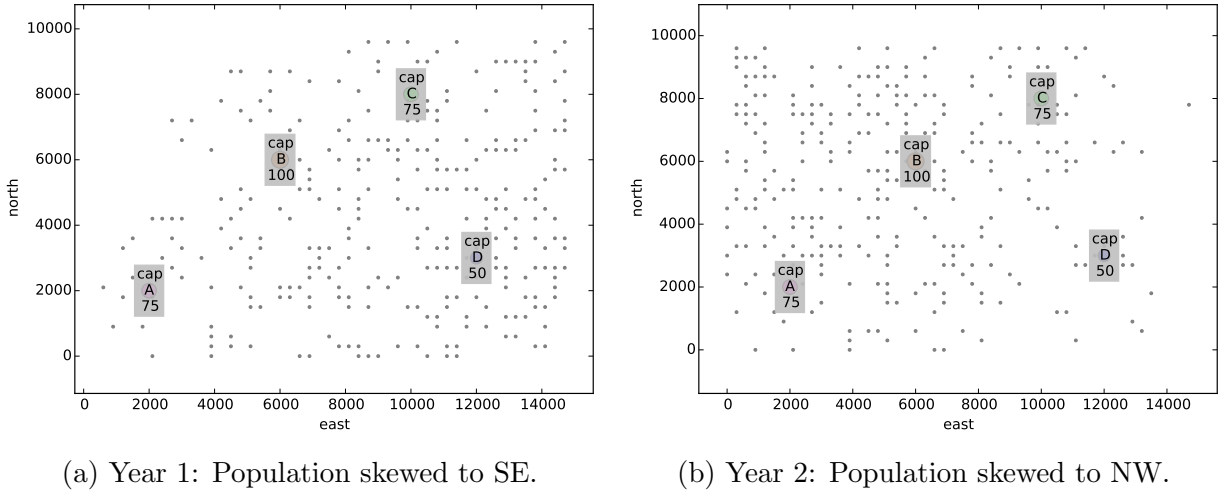 10000
8000
6000
4000
2000
0
north
0 2000 4000 6000 8000 10000 12000 14000
east
cap
C
75
cap
B
100
cap
D
50
cap
A
75
(a) Year 1: Population skewed to SE.
10000
8000
6000
4000
2000
0
north
0 2000 4000 6000 8000 10000 12000 14000
east
cap
C
75
cap
B
100
cap
D
50
cap
A
75
(b) Year 2: Population skewed to NW.